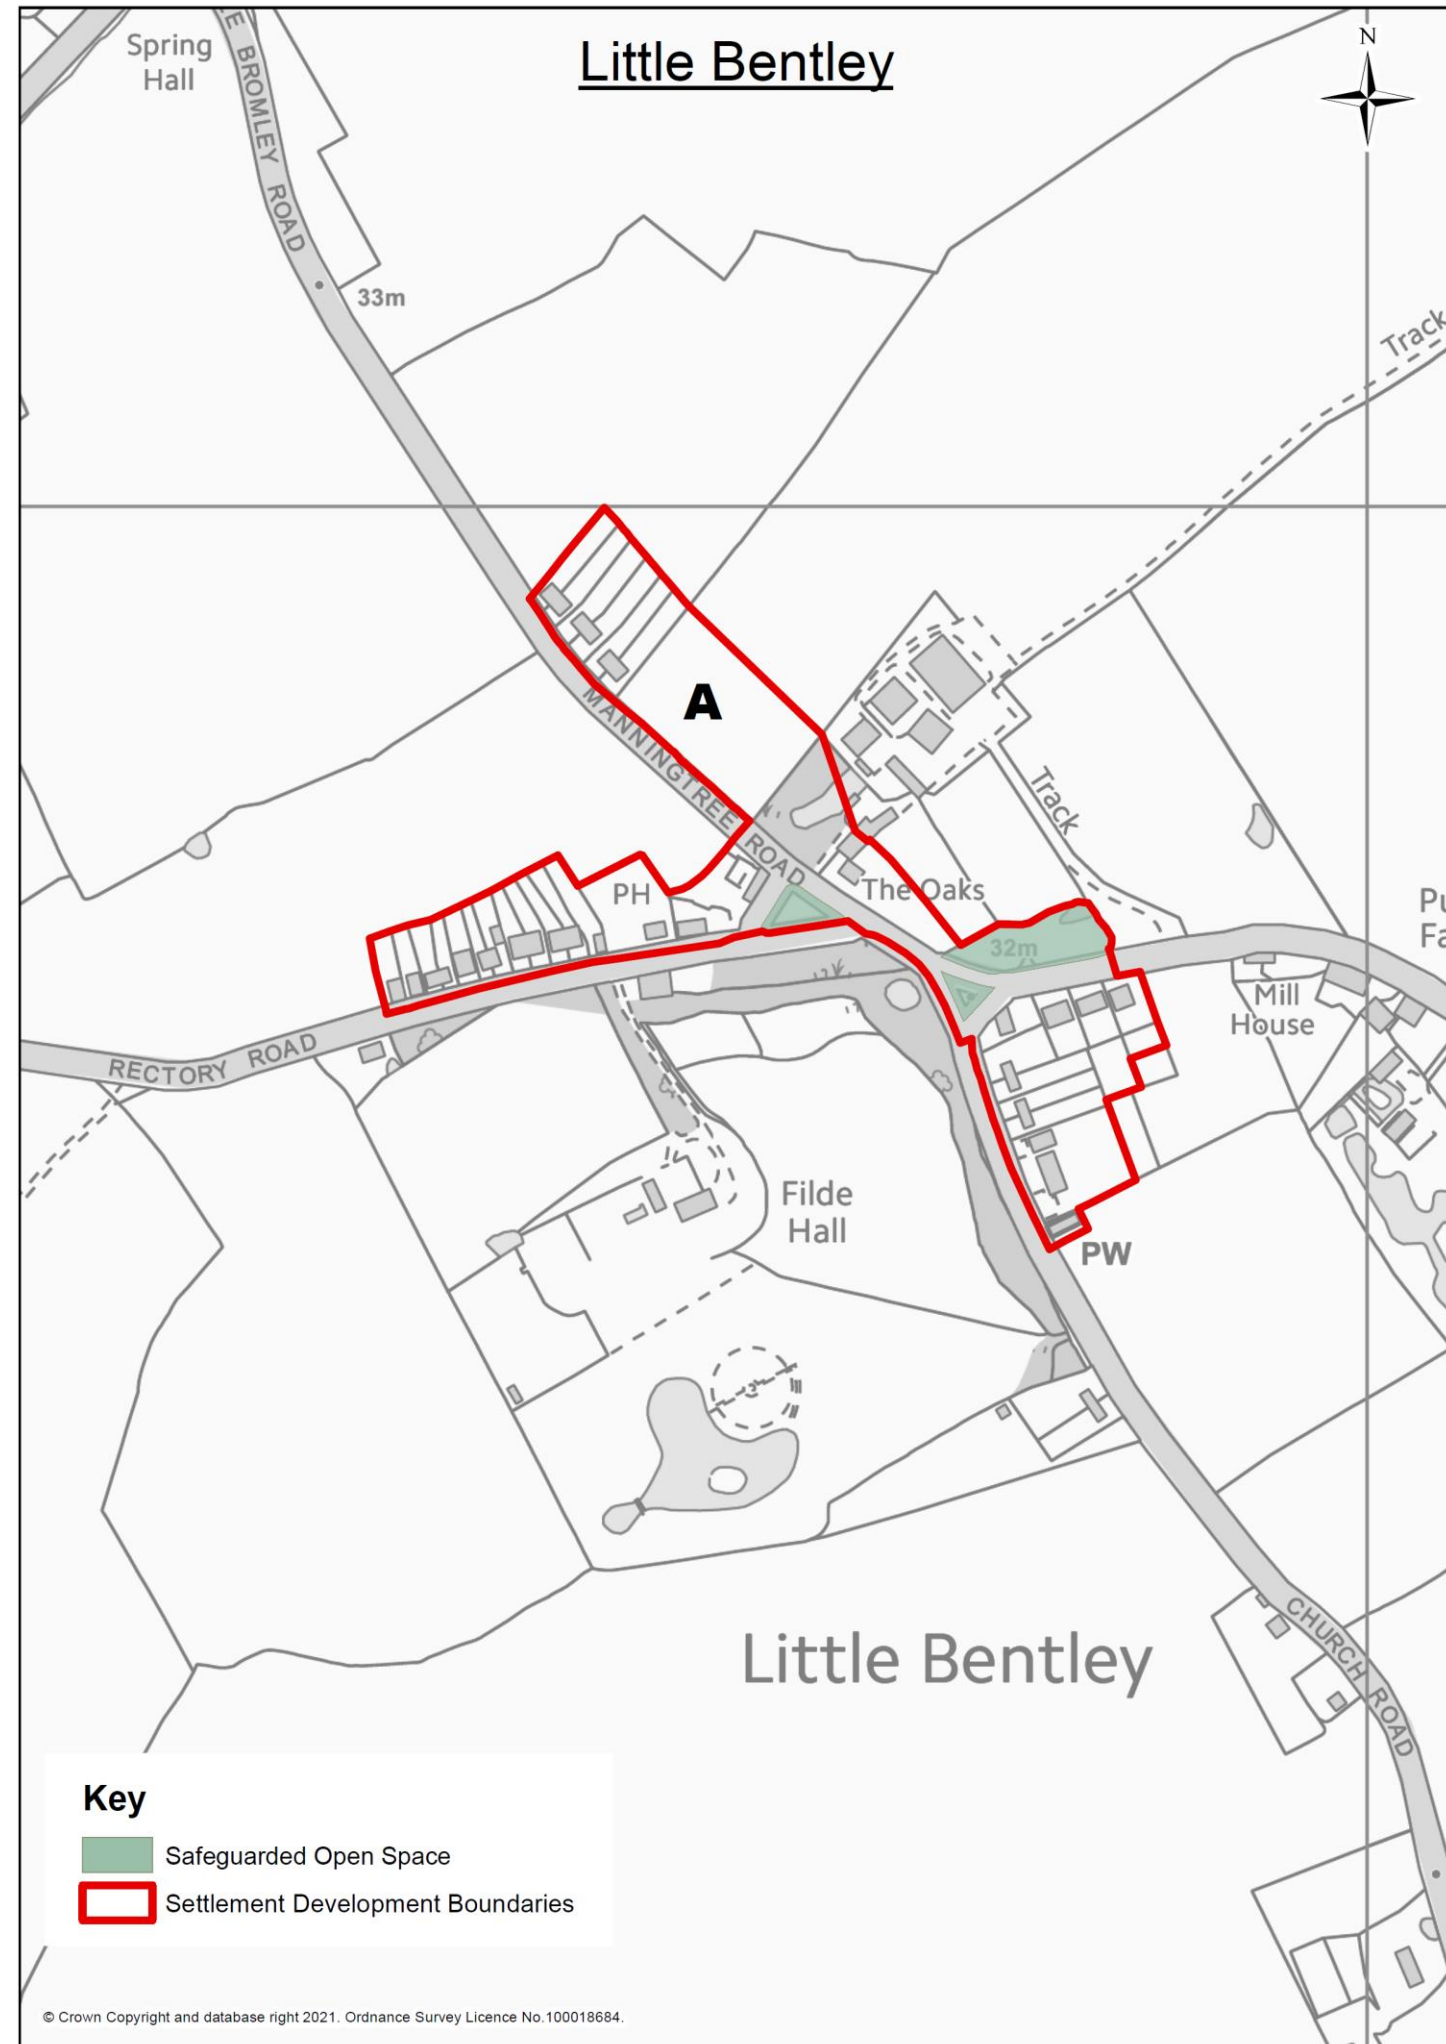 Little Bentley
N
Spring
Hall
E BROMLEY ROAD
33m
Track
A
MANNINGTREE ROAD
Track
PH
The Oaks
32m
Pu
Fa
Mill
House
RECTORY ROAD
Filde
Hall
PW
Little Bentley
CHURCH ROAD
Key
Safeguarded Open Space
Settlement Development Boundaries
© Crown Copyright and database right 2021. Ordnance Survey Licence No.100018684.